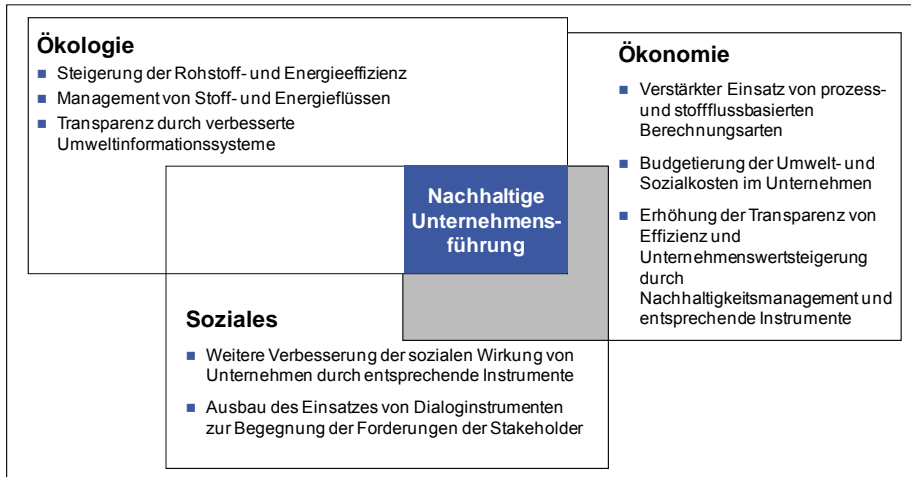 Ökologie
Steigerung der Rohstoff- und Energieeffizienz
Management von Stoff- und Energieflüssen
Transparenz durch verbesserte
Umweltinformationssysteme
Ökonomie
Verstärkter Einsatz von prozess-
und stoffflussbasierten
Berechnungsarten
Budgetierung der Umwelt- und
Sozialkosten im Unternehmen
Erhöhung der Transparenz von
Effizienz und
Unternehmenswertsteigerung
durch
Nachhaltigkeitsmanagement und
entsprechende Instrumente
Nachhaltige
Unternehmens-
führung
Soziales
Weitere Verbesserung der sozialen Wirkung von
Unternehmen durch entsprechende Instrumente
Ausbau des Einsatzes von Dialoginstrumenten
zur Begegnung der Forderungen der Stakeholder